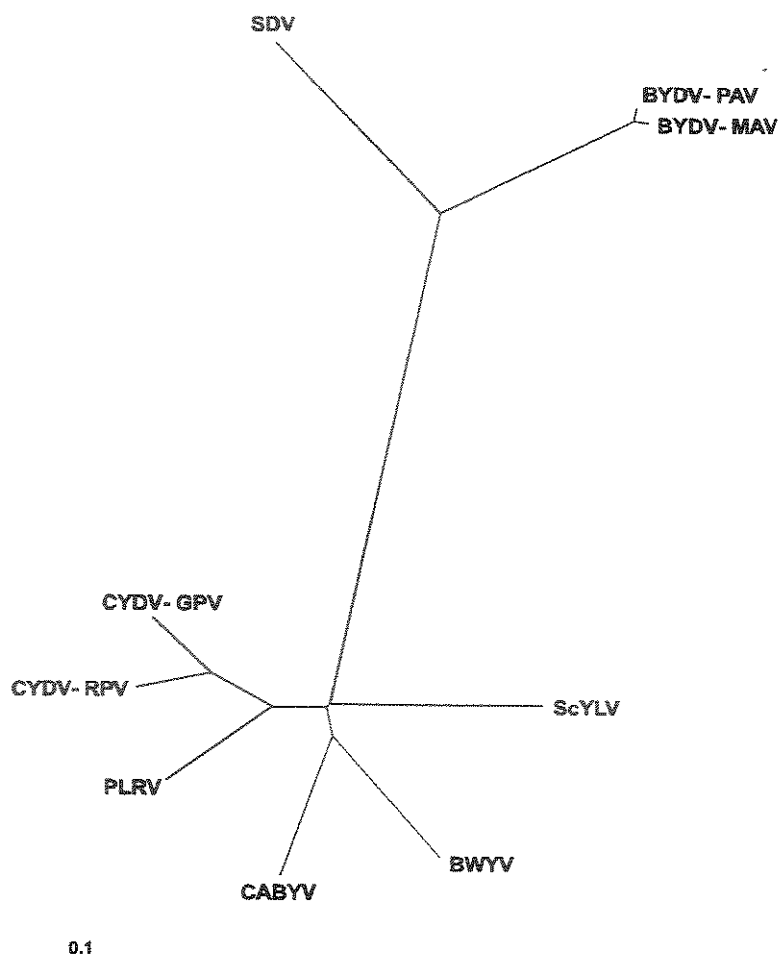 SDV
BYDV- PAV
BYDV- MAV
CYDV- GPV
CYDV- RPV
ScYLV
PLRV
BWYV
CABYV
0.1